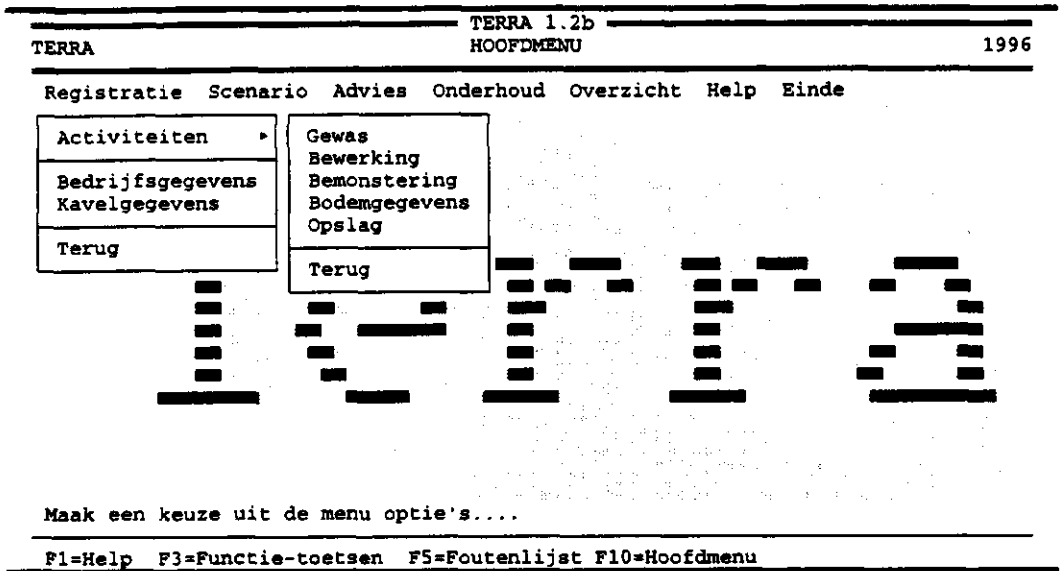 TERRA 1.2b
TERRA HOOFDMENU 1996
Registratie Scenario Advies Onderhoud Overzicht Help Einde
Activiteiten ►
Bedrijfsgegevens
Kavelgegevens
Terug
Gewas
Bewerking
Bemonstering
Bodemgegevens
Opslag
Terug
Terra
Maak een keuze uit de menu optie's....
F1=Help F3=Functie-toetsen F5=Foutenlijst F10=Hoofdmenu